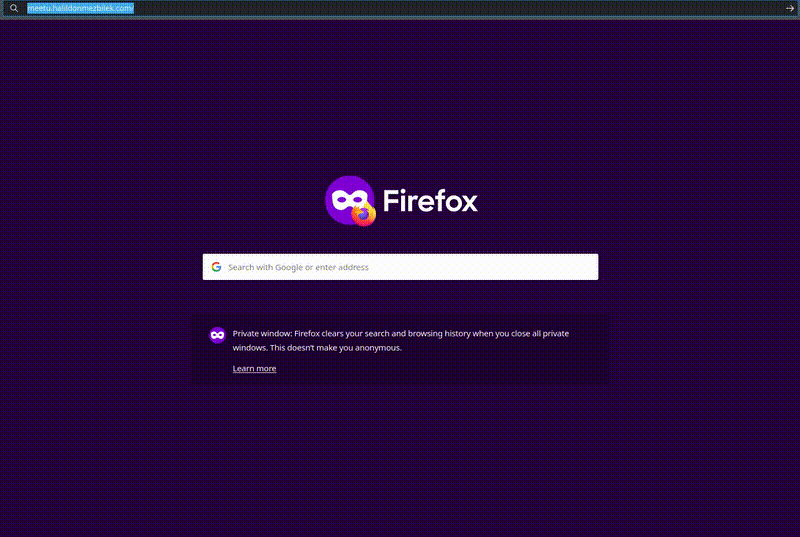 meetu.halildonmezbilek.com/
Firefox
Search with Google or enter address
Private window: Firefox clears your search and browsing history when you close all private
windows. This doesn't make you anonymous.
Learn more